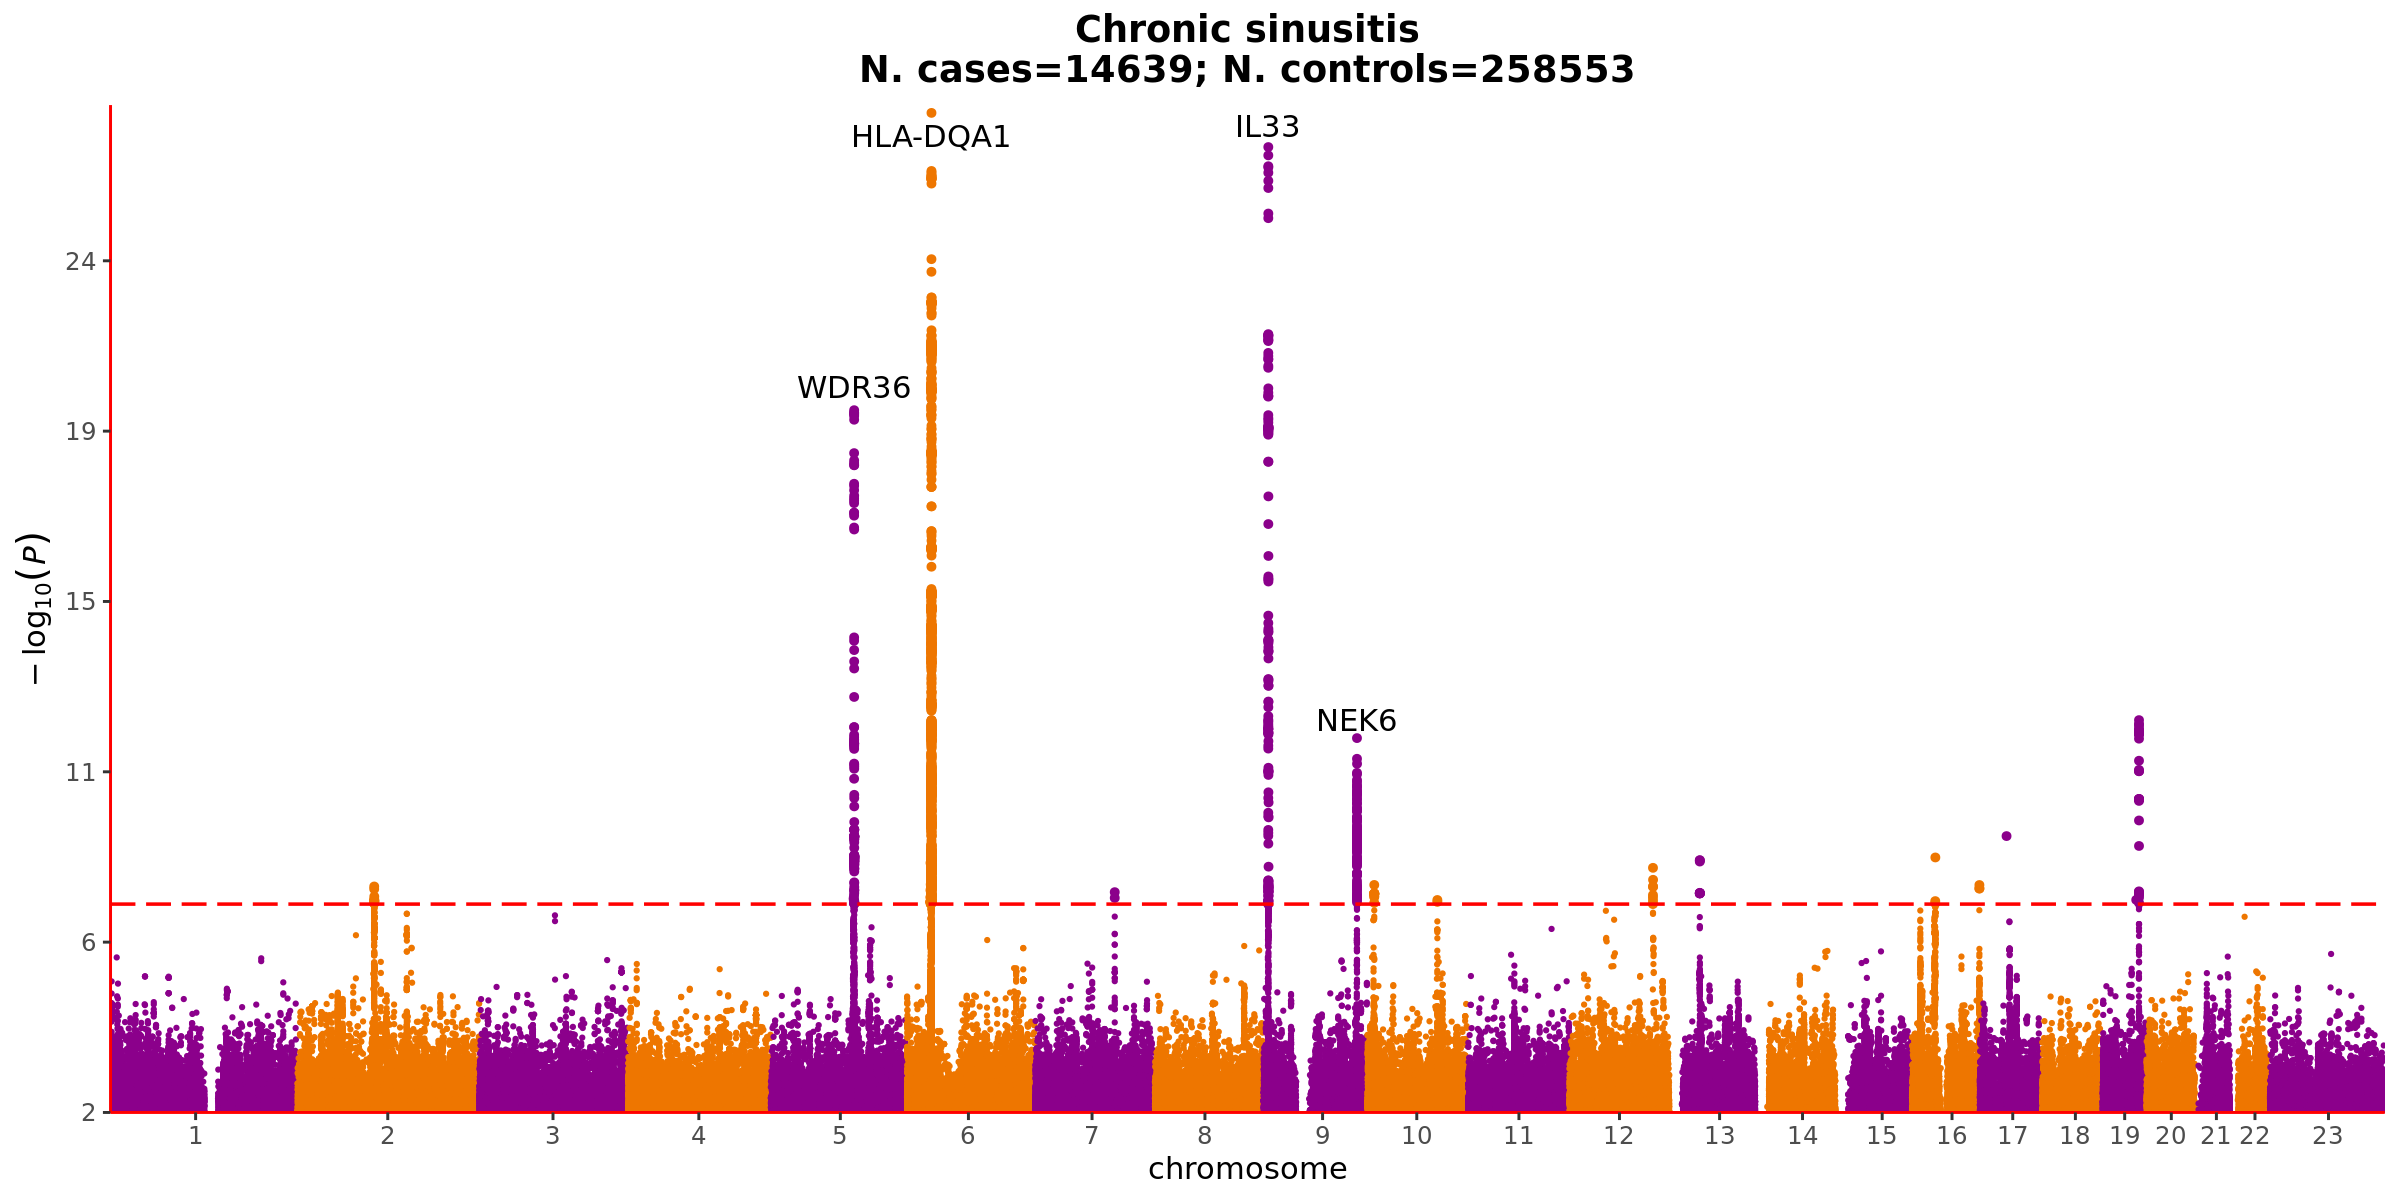 Chronic sinusitis
N. cases=14639; N. controls=258553
HLA-DQA1
IL33
WDR36
NEK6
24
19
15
11
6
2
−log10(P)
1 2 3 4 5 6 7 8 9 10 11 12 13 14 15 16 17 18 19 20 21 22 23
chromosome